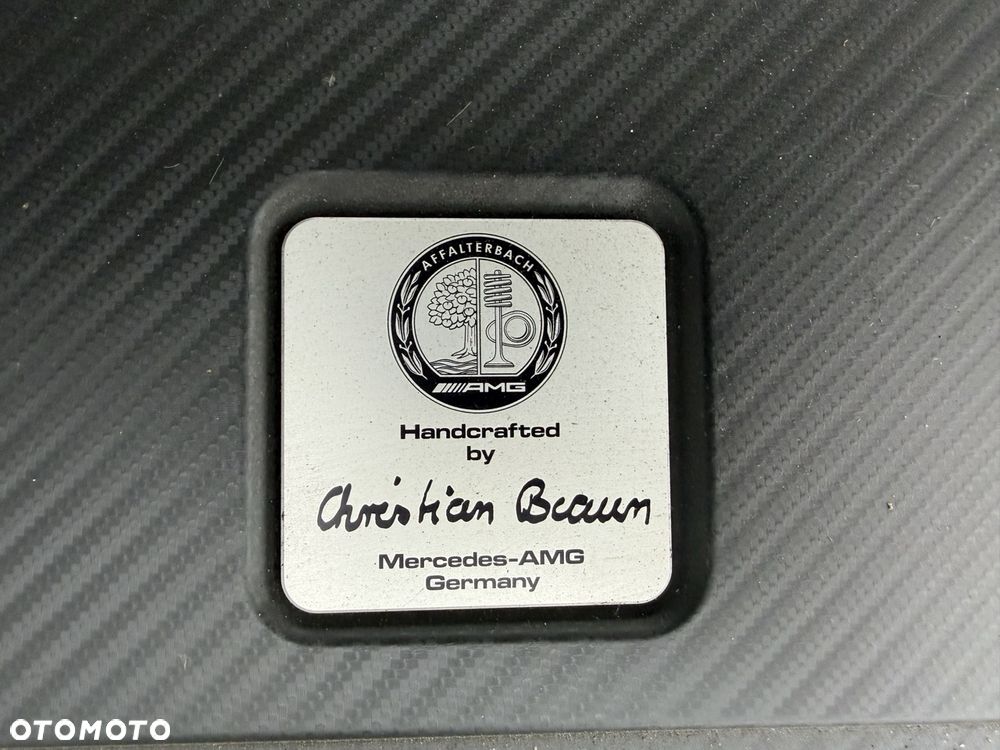 AFFALTERBACH
AMG
Handcrafted
by
Christian Braun
Mercedes-AMG
Germany
OTOMOTO